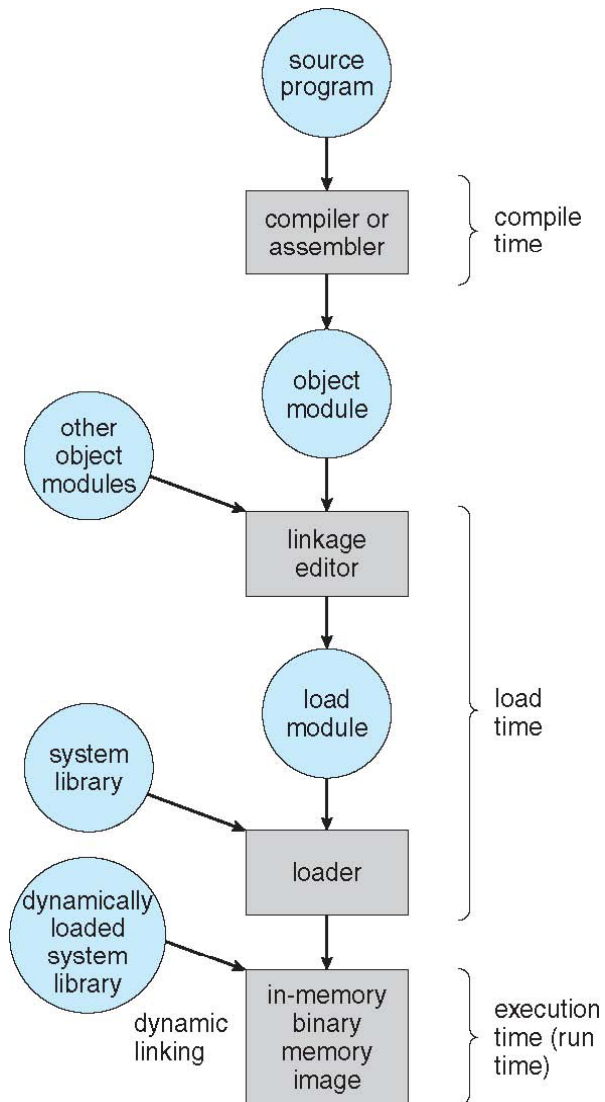 source
program
compiler or
assembler
compile
time
object
module
other
object
modules
linkage
editor
load
module
load
time
system
library
loader
dynamically
loaded
system
library
dynamic
linking
in-memory
binary
memory
image
execution
time (run
time)